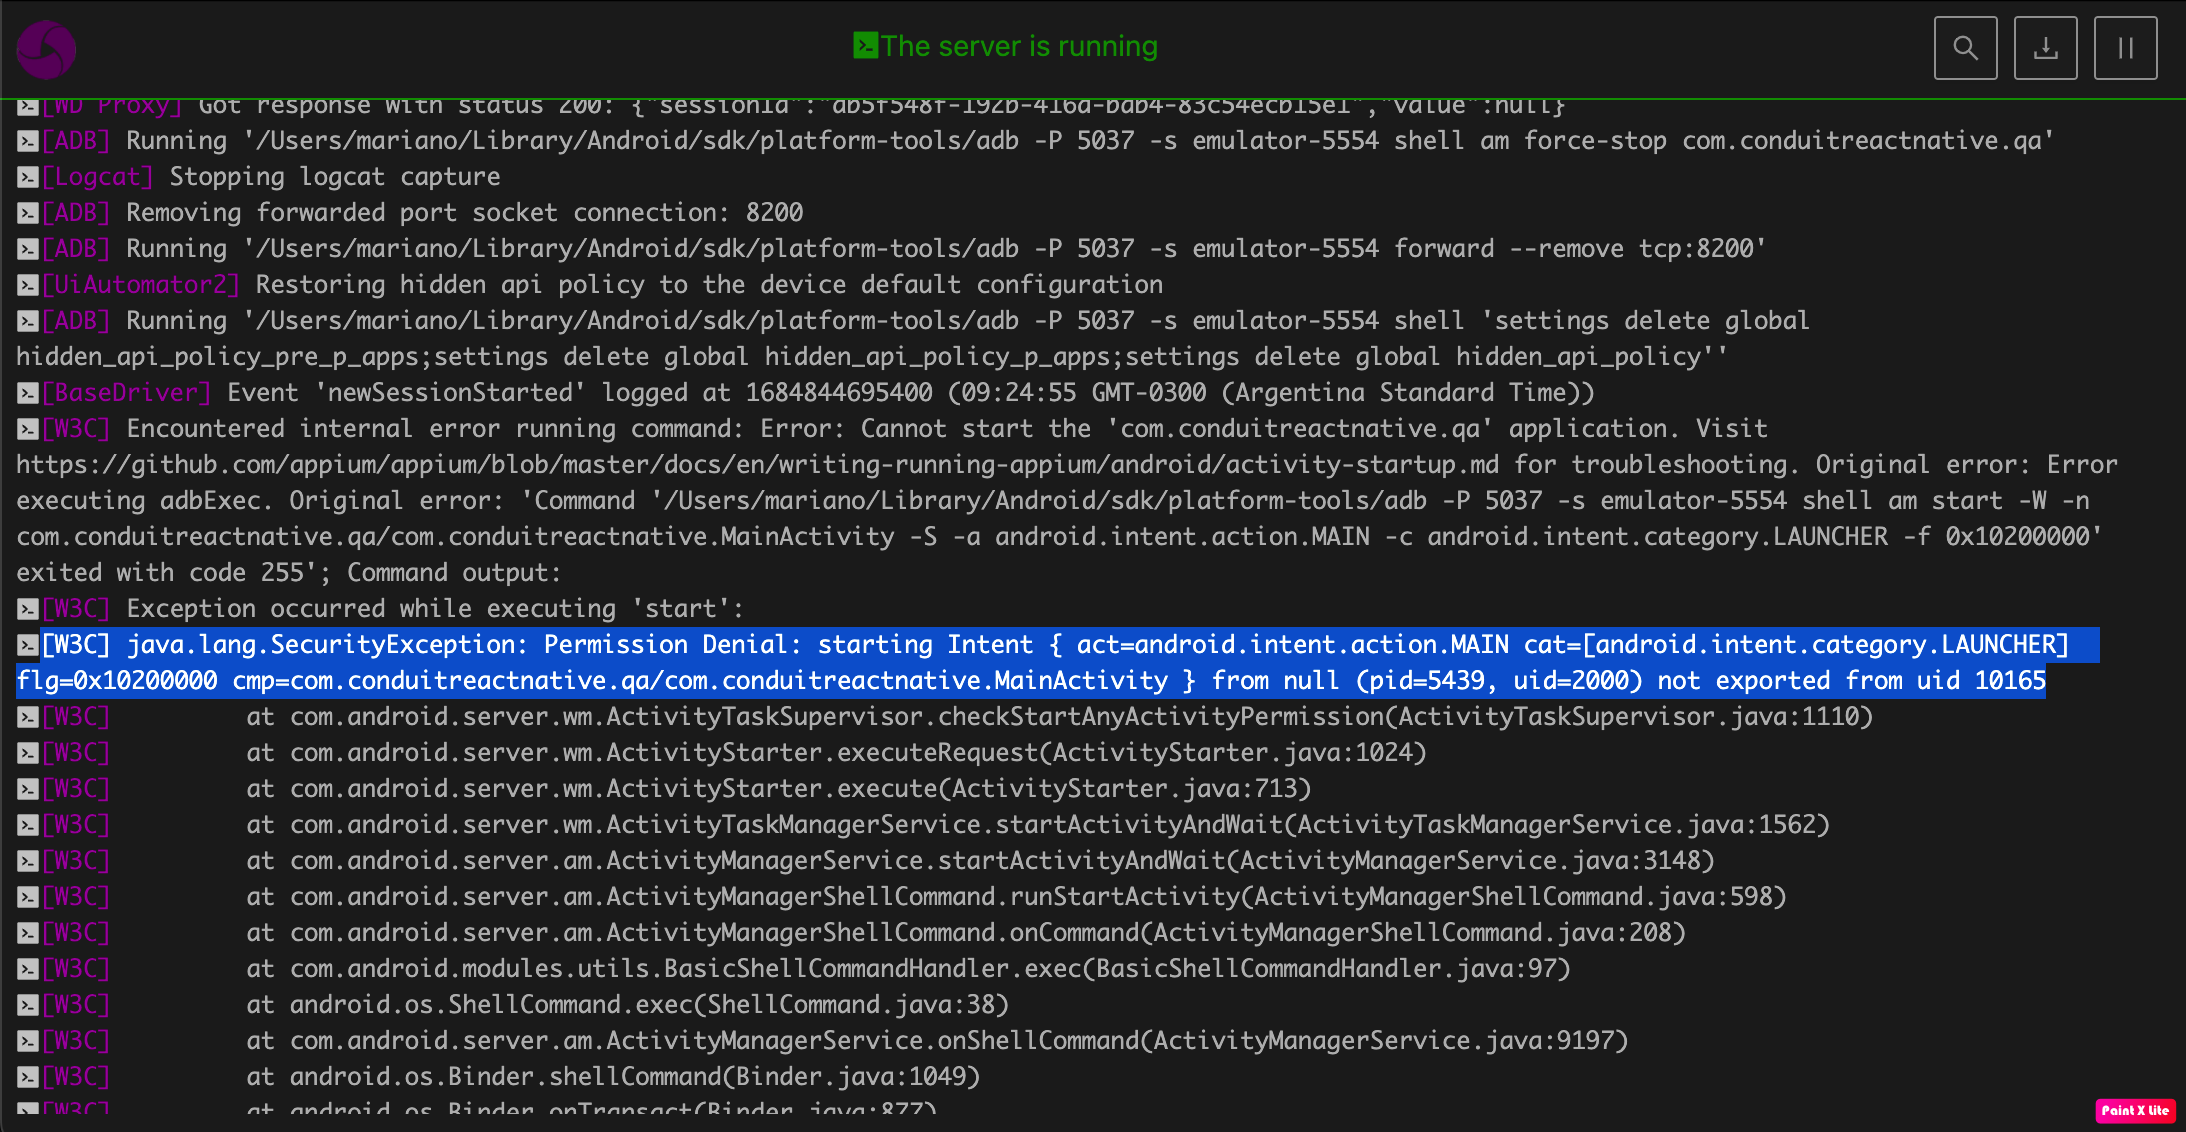 The server is running
[WD Proxy] Got response with status 200: {"sessionId":"ab5f548f-192b-416a-bab4-83c54ecb15e1","value":null}
[ADB] Running '/Users/mariano/Library/Android/sdk/platform-tools/adb -P 5037 -s emulator-5554 shell am force-stop com.conduitreactnative.qa'
[Logcat] Stopping logcat capture
[ADB] Removing forwarded port socket connection: 8200
[ADB] Running '/Users/mariano/Library/Android/sdk/platform-tools/adb -P 5037 -s emulator-5554 forward --remove tcp:8200'
[UiAutomator2] Restoring hidden api policy to the device default configuration
[ADB] Running '/Users/mariano/Library/Android/sdk/platform-tools/adb -P 5037 -s emulator-5554 shell 'settings delete global
hidden_api_policy_pre_p_apps;settings delete global hidden_api_policy_p_apps;settings delete global hidden_api_policy''
[BaseDriver] Event 'newSessionStarted' logged at 1684844695400 (09:24:55 GMT-0300 (Argentina Standard Time))
[W3C] Encountered internal error running command: Error: Cannot start the 'com.conduitreactnative.qa' application. Visit
https://github.com/appium/appium/blob/master/docs/en/writing-running-appium/android/activity-startup.md for troubleshooting. Original error: Error
executing adbExec. Original error: 'Command '/Users/mariano/Library/Android/sdk/platform-tools/adb -P 5037 -s emulator-5554 shell am start -W -n
com.conduitreactnative.qa/com.conduitreactnative.MainActivity -S -a android.intent.action.MAIN -c android.intent.category.LAUNCHER -f 0x10200000'
exited with code 255'; Command output:
[W3C] Exception occurred while executing 'start':
[W3C] java.lang.SecurityException: Permission Denial: starting Intent { act=android.intent.action.MAIN cat=[android.intent.category.LAUNCHER]
flg=0x10200000 cmp=com.conduitreactnative.qa/com.conduitreactnative.MainActivity } from null (pid=5439, uid=2000) not exported from uid 10165
[W3C] at com.android.server.wm.ActivityTaskSupervisor.checkStartAnyActivityPermission(ActivityTaskSupervisor.java:1110)
[W3C] at com.android.server.wm.ActivityStarter.executeRequest(ActivityStarter.java:1024)
[W3C] at com.android.server.wm.ActivityStarter.execute(ActivityStarter.java:713)
[W3C] at com.android.server.wm.ActivityTaskManagerService.startActivityAndWait(ActivityTaskManagerService.java:1562)
[W3C] at com.android.server.am.ActivityManagerService.startActivityAndWait(ActivityManagerService.java:3148)
[W3C] at com.android.server.am.ActivityManagerShellCommand.runStartActivity(ActivityManagerShellCommand.java:598)
[W3C] at com.android.server.am.ActivityManagerShellCommand.onCommand(ActivityManagerShellCommand.java:208)
[W3C] at com.android.modules.utils.BasicShellCommandHandler.exec(BasicShellCommandHandler.java:97)
[W3C] at android.os.ShellCommand.exec(ShellCommand.java:38)
[W3C] at com.android.server.am.ActivityManagerService.onShellCommand(ActivityManagerService.java:9197)
[W3C] at android.os.Binder.shellCommand(Binder.java:1049)
[W3C] at android.os.Binder.onTransact(Binder.java:877)
Paint X Lite